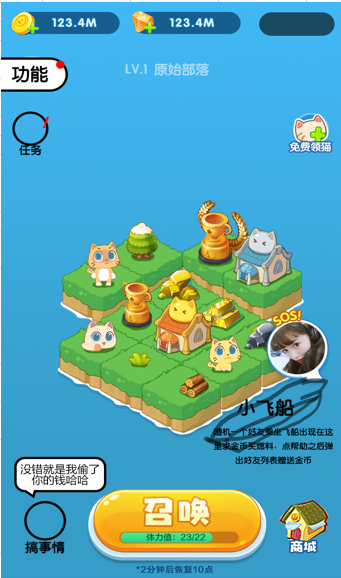 123.4M
123.4M
功能
LV.1 原始部落
任务
免费领猫
SOS!
小飞船
随机一个好友乘坐飞船出现在这
里求金币买燃料，点帮助之后弹
出好友列表赠送金币
没错就是我偷了
你的钱哈哈
搞事情
召唤
体力值：23/22
*2分钟后恢复10点
商城